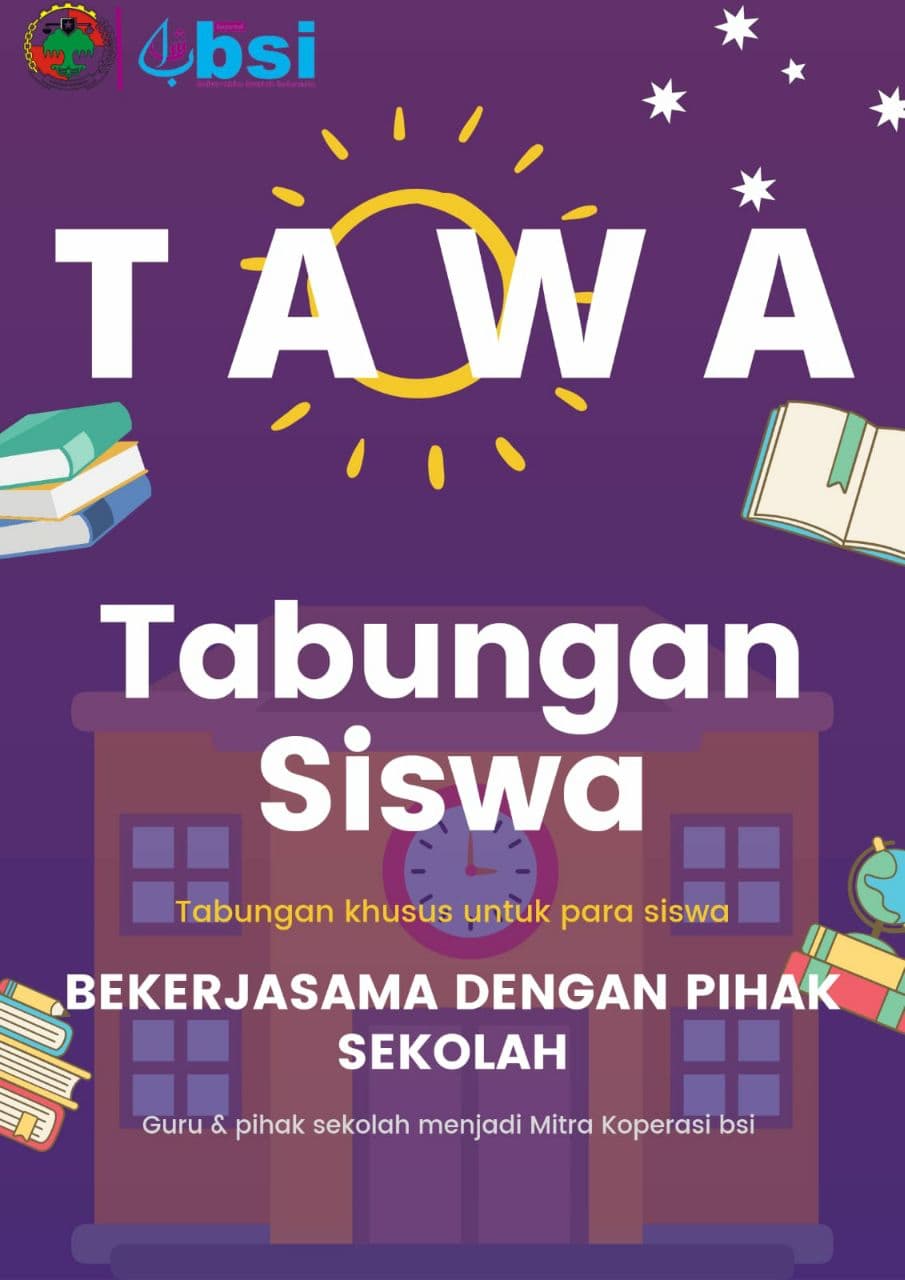 bsi
T A W A
Tabungan
Siswa
Tabungan khusus untuk para siswa
BEKERJASAMA DENGAN PIHAK
SEKOLAH
Guru & pihak sekolah menjadi Mitra Koperasi bsi